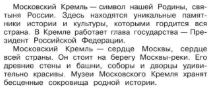 Московский Кремль — символ нашей Родины, свя-
тыня России. Здесь находятся уникальные памят-
ники истории и культуры, которыми гордится вся
страна. В Кремле работает глава государства — Пре-
зидент Российской Федерации.
Московский Кремль — сердце Москвы, сердце
всей страны. Он стоит на берегу Москвы-реки. Его
древние стены и башни, соборы и дворцы удиви-
тельно красивы. Музеи Московского Кремля хранят
бесценные сокровища родной истории.